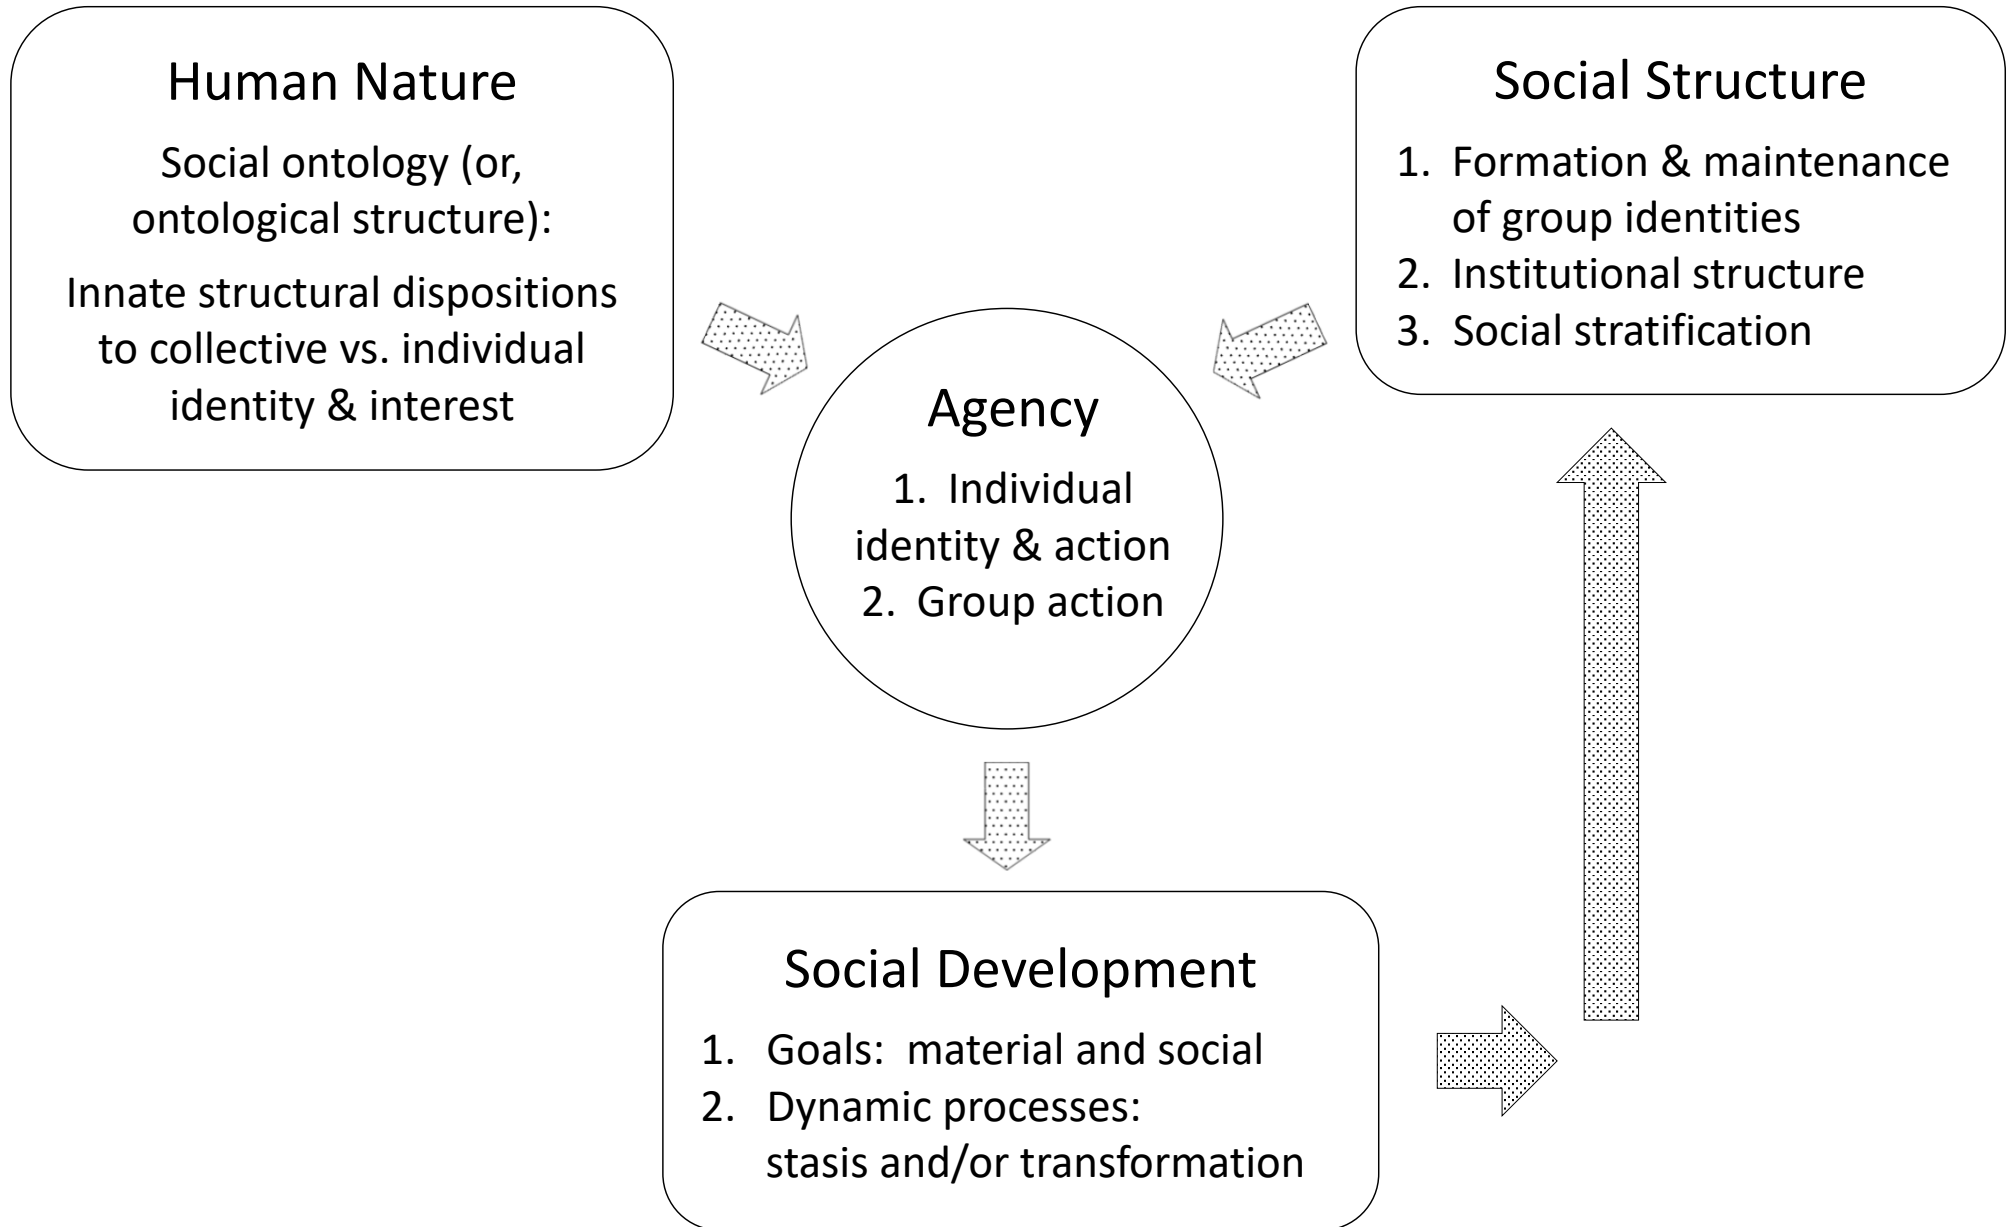 Human Nature
Social ontology (or,
ontological structure):
Innate structural dispositions
to collective vs. individual
identity & interest
Social Structure
1. Formation & maintenance
of group identities
2. Institutional structure
3. Social stratification
Agency
1. Individual
identity & action
2. Group action
Social Development
1. Goals: material and social
2. Dynamic processes:
stasis and/or transformation